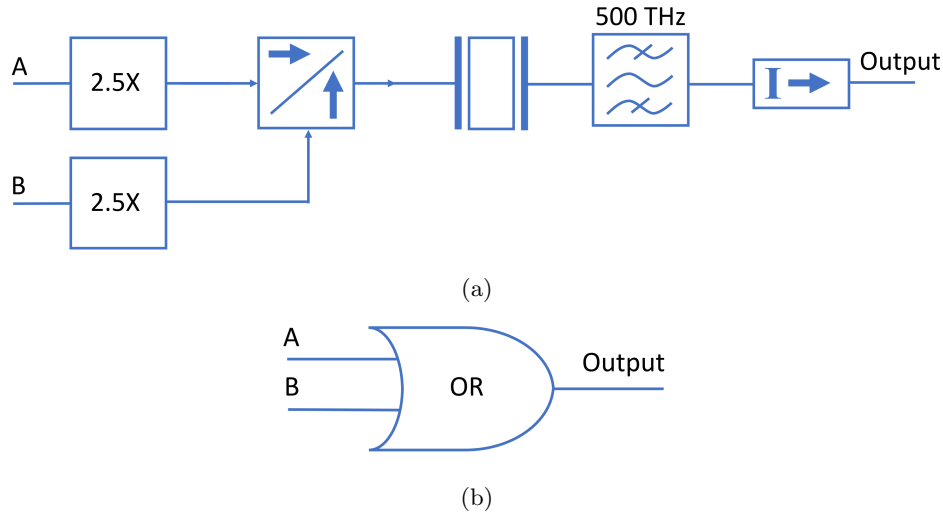 500 THz
A
2.5X
I
Output
B
2.5X
(a)
A
B
OR
Output
(b)